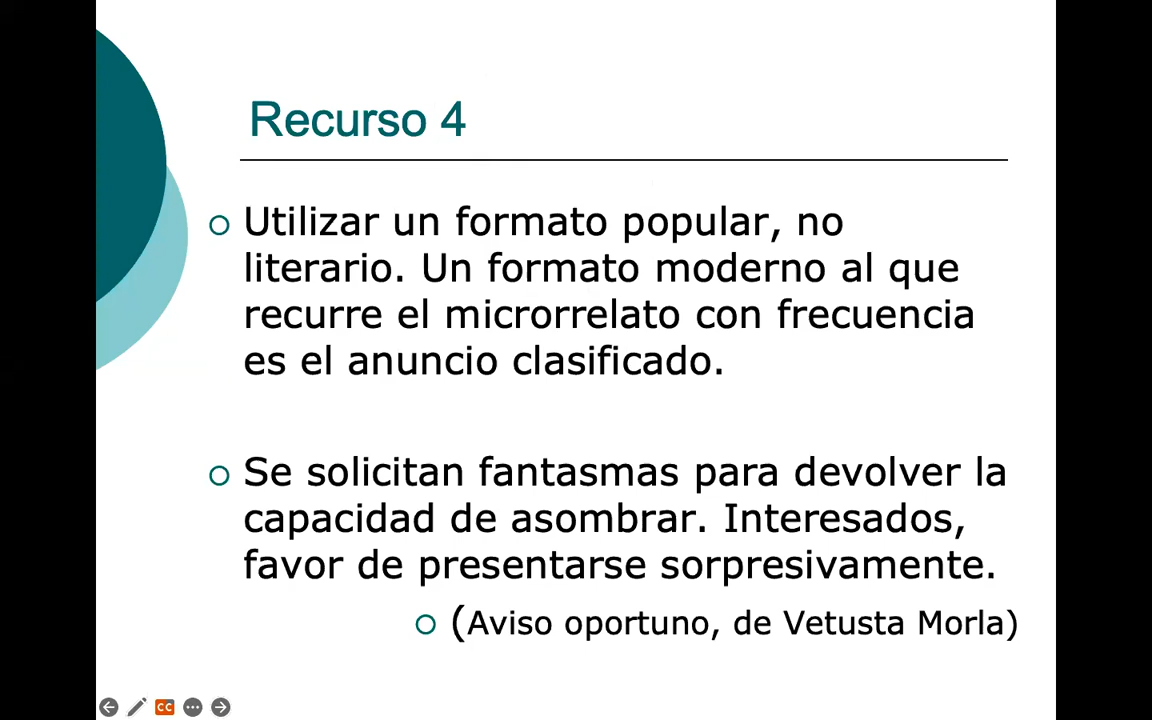 Recurso 4
Utilizar un formato popular, no
literario. Un formato moderno al que
recurre el microrrelato con frecuencia
es el anuncio clasificado.
Se solicitan fantasmas para devolver la
capacidad de asombrar. Interesados,
favor de presentarse sorpresivamente.
(Aviso oportuno, de Vetusta Morla)
CC